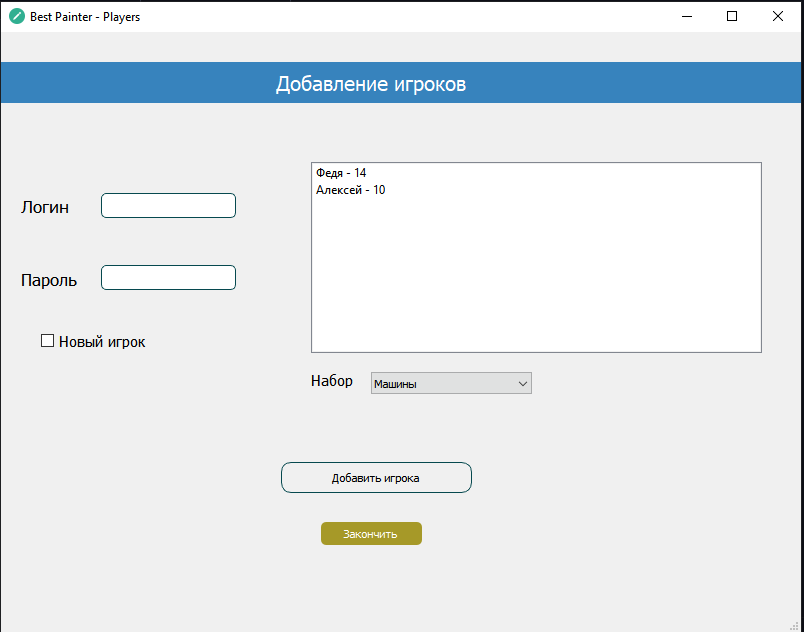 Best Painter - Players
Добавление игроков
Логин
Пароль
Новый игрок
Федя - 14
Алексей - 10
Набор
Машины
Добавить игрока
Закончить